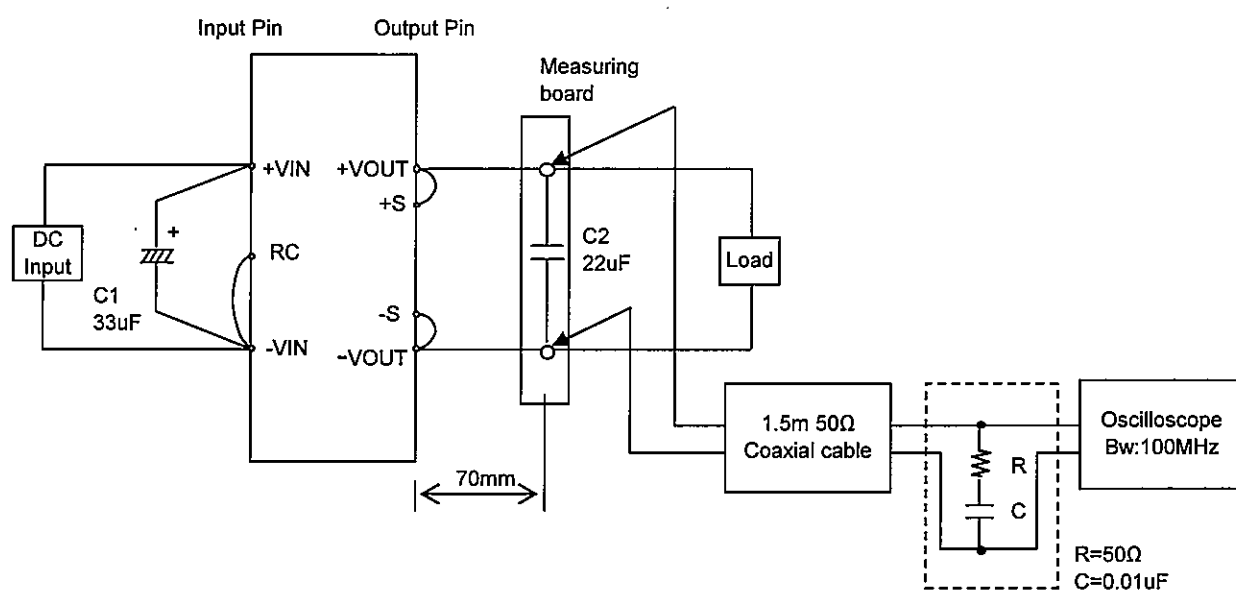 Input Pin
Output Pin
Measuring
board
+VIN
+VOUT
+S
DC
Input
+
RC
C1
33uF
C2
22uF
Load
-S
-VIN
-VOUT
1.5m 50Ω
Coaxial cable
Oscilloscope
Bw:100MHz
R
C
70mm
R=50Ω
C=0.01uF